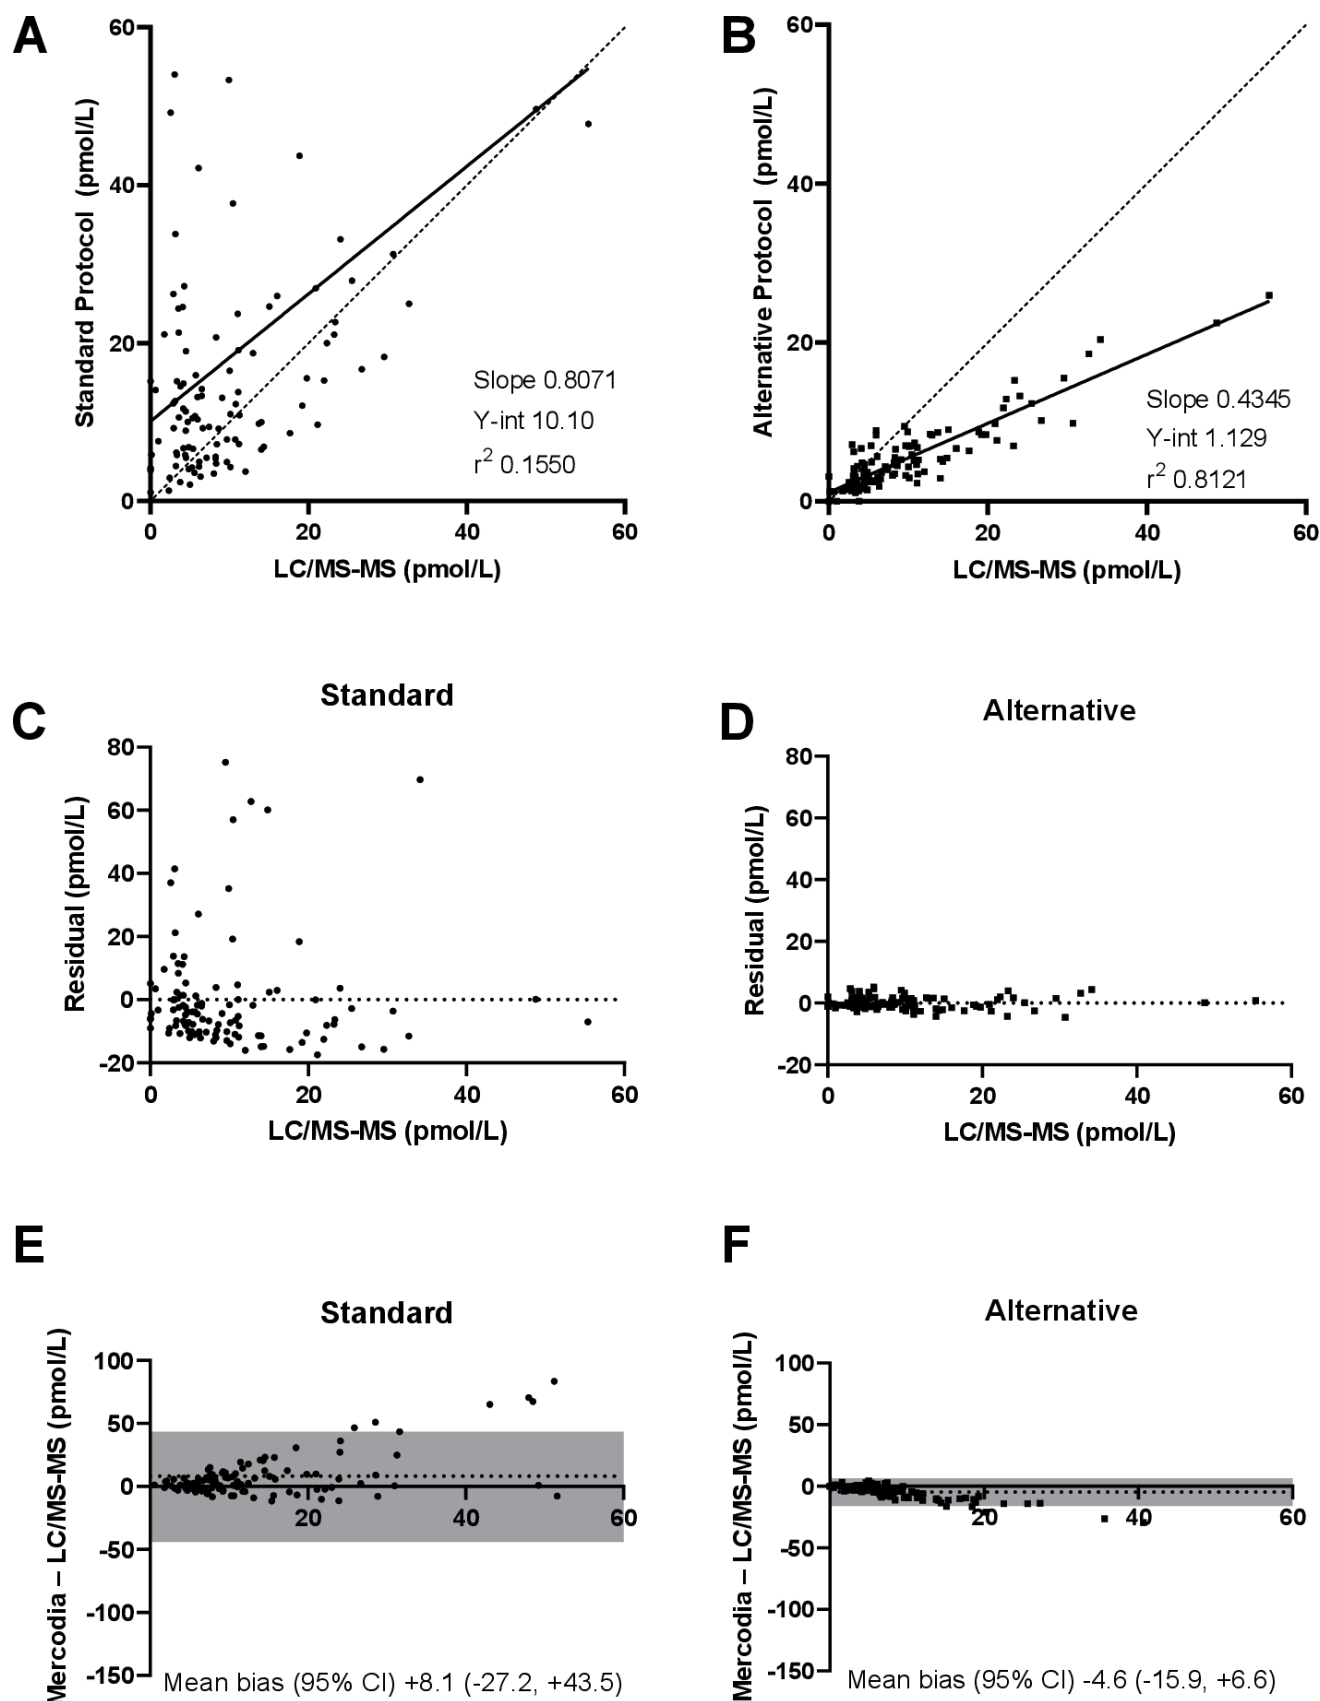 A
60
40
20
0
0
20
40
60
Standard Protocol (pmol/L)
LC/MS-MS (pmol/L)
Slope 0.8071
Y-int 10.10
r2 0.1550
B
60
40
20
0
0
20
40
60
Alternative Protocol (pmol/L)
LC/MS-MS (pmol/L)
Slope 0.4345
Y-int 1.129
r2 0.8121
C
Standard
80
60
40
20
0
-20
0
20
40
60
Residual (pmol/L)
LC/MS-MS (pmol/L)
D
Alternative
80
60
40
20
0
-20
0
20
40
60
Residual (pmol/L)
LC/MS-MS (pmol/L)
E
Standard
100
50
0
-50
-100
-150
20
40
60
Mercodia – LC/MS-MS (pmol/L)
Mean bias (95% CI) +8.1 (-27.2, +43.5)
F
Alternative
100
50
0
-50
-100
-150
20
40
60
Mercodia – LC/MS-MS (pmol/L)
Mean bias (95% CI) -4.6 (-15.9, +6.6)